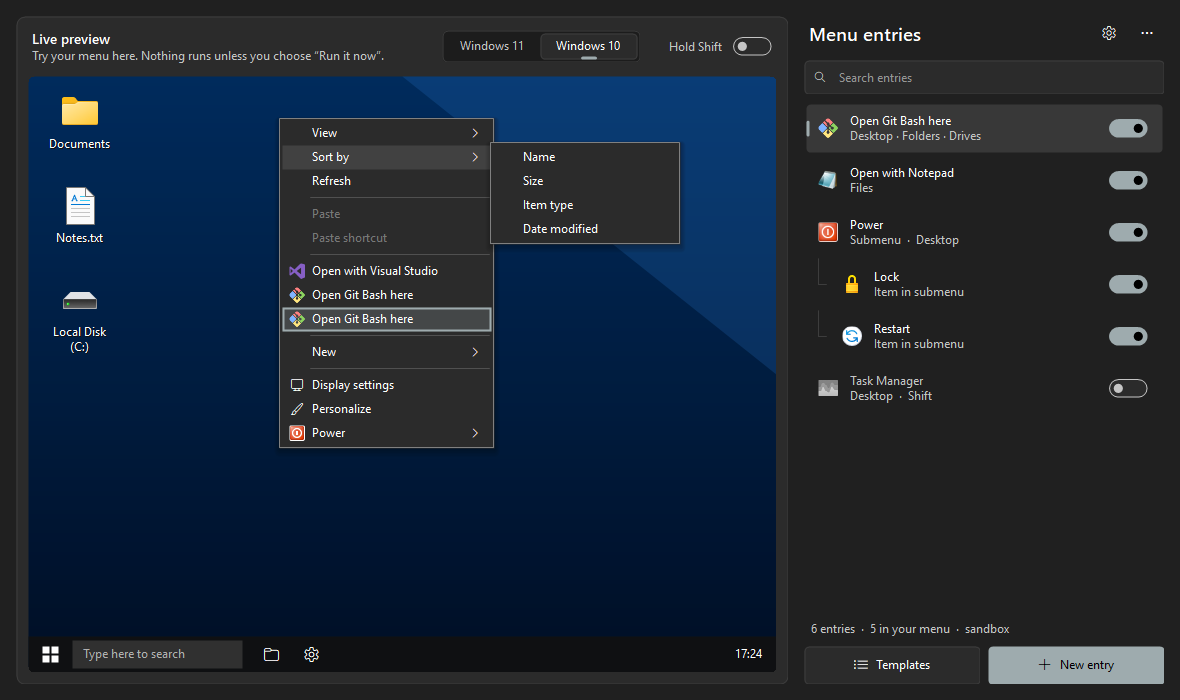 Live preview
Try your menu here. Nothing runs unless you choose “Run it now”.
Windows 11
Windows 10
Hold Shift
Documents
Notes.txt
Local Disk
(C:)
View
Sort by
Refresh
Paste
Paste shortcut
Open with Visual Studio
Open Git Bash here
Open Git Bash here
New
Display settings
Personalize
Power
Name
Size
Item type
Date modified
Type here to search
17:24
Menu entries
Search entries
Open Git Bash here
Desktop · Folders · Drives
Open with Notepad
Files
Power
Submenu · Desktop
Lock
Item in submenu
Restart
Item in submenu
Task Manager
Desktop · Shift
6 entries · 5 in your menu · sandbox
Templates
New entry